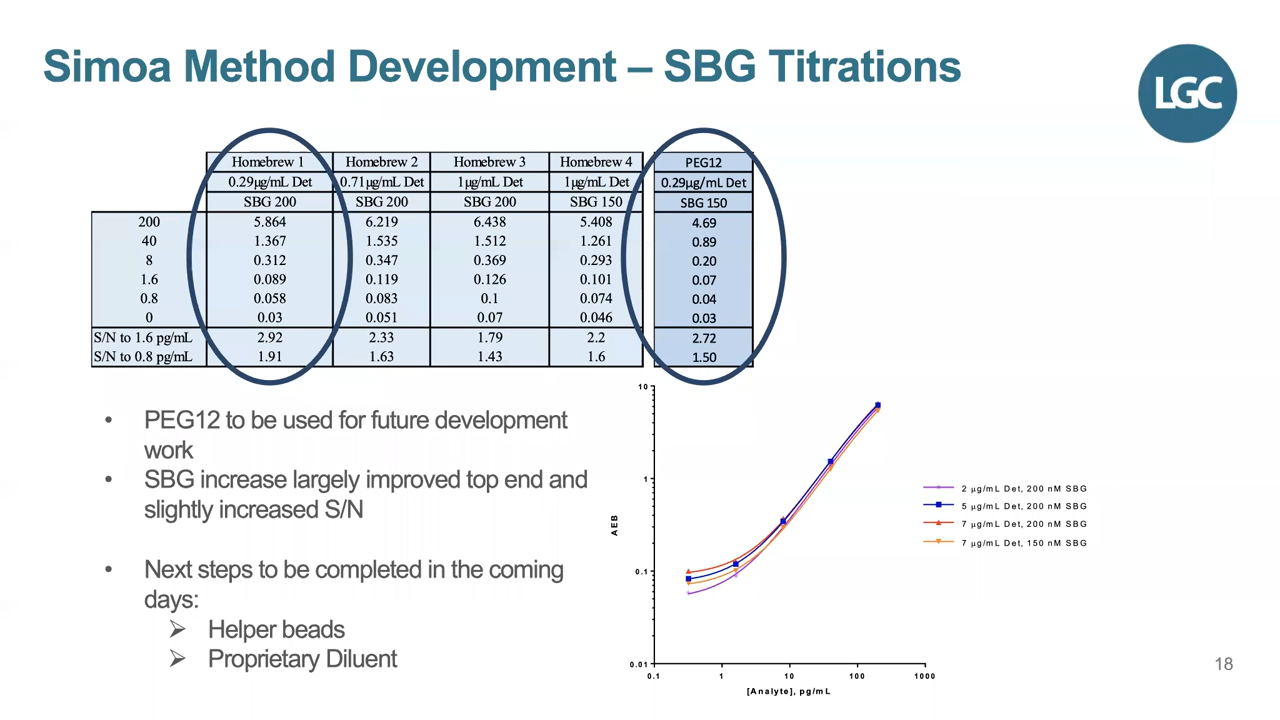 Simoa Method Development – SBG Titrations
LGC
Homebrew 1 Homebrew 2 Homebrew 3 Homebrew 4 PEG12
0.29µg/mL Det 0.71µg/mL Det 1µg/mL Det 1µg/mL Det 0.29µg/mL Det
SBG 200 SBG 200 SBG 200 SBG 150 SBG 150
200 5.864 6.219 6.438 5.408 4.69
40 1.367 1.535 1.512 1.261 0.89
8 0.312 0.347 0.369 0.293 0.20
1.6 0.089 0.119 0.126 0.101 0.07
0.8 0.058 0.083 0.1 0.074 0.04
0 0.03 0.051 0.07 0.046 0.03
S/N to 1.6 pg/mL 2.92 2.33 1.79 2.2 2.72
S/N to 0.8 pg/mL 1.91 1.63 1.43 1.6 1.50
• PEG12 to be used for future development
work
• SBG increase largely improved top end and
slightly increased S/N
• Next steps to be completed in the coming
days:
➢ Helper beads
➢ Proprietary Diluent
10
1
0.1
0.01
AEB
0.1 1 10 100 1000
[Analyte], pg/mL
2 µg/mL Det, 200 nM SBG
5 µg/mL Det, 200 nM SBG
7 µg/mL Det, 200 nM SBG
7 µg/mL Det, 150 nM SBG
18